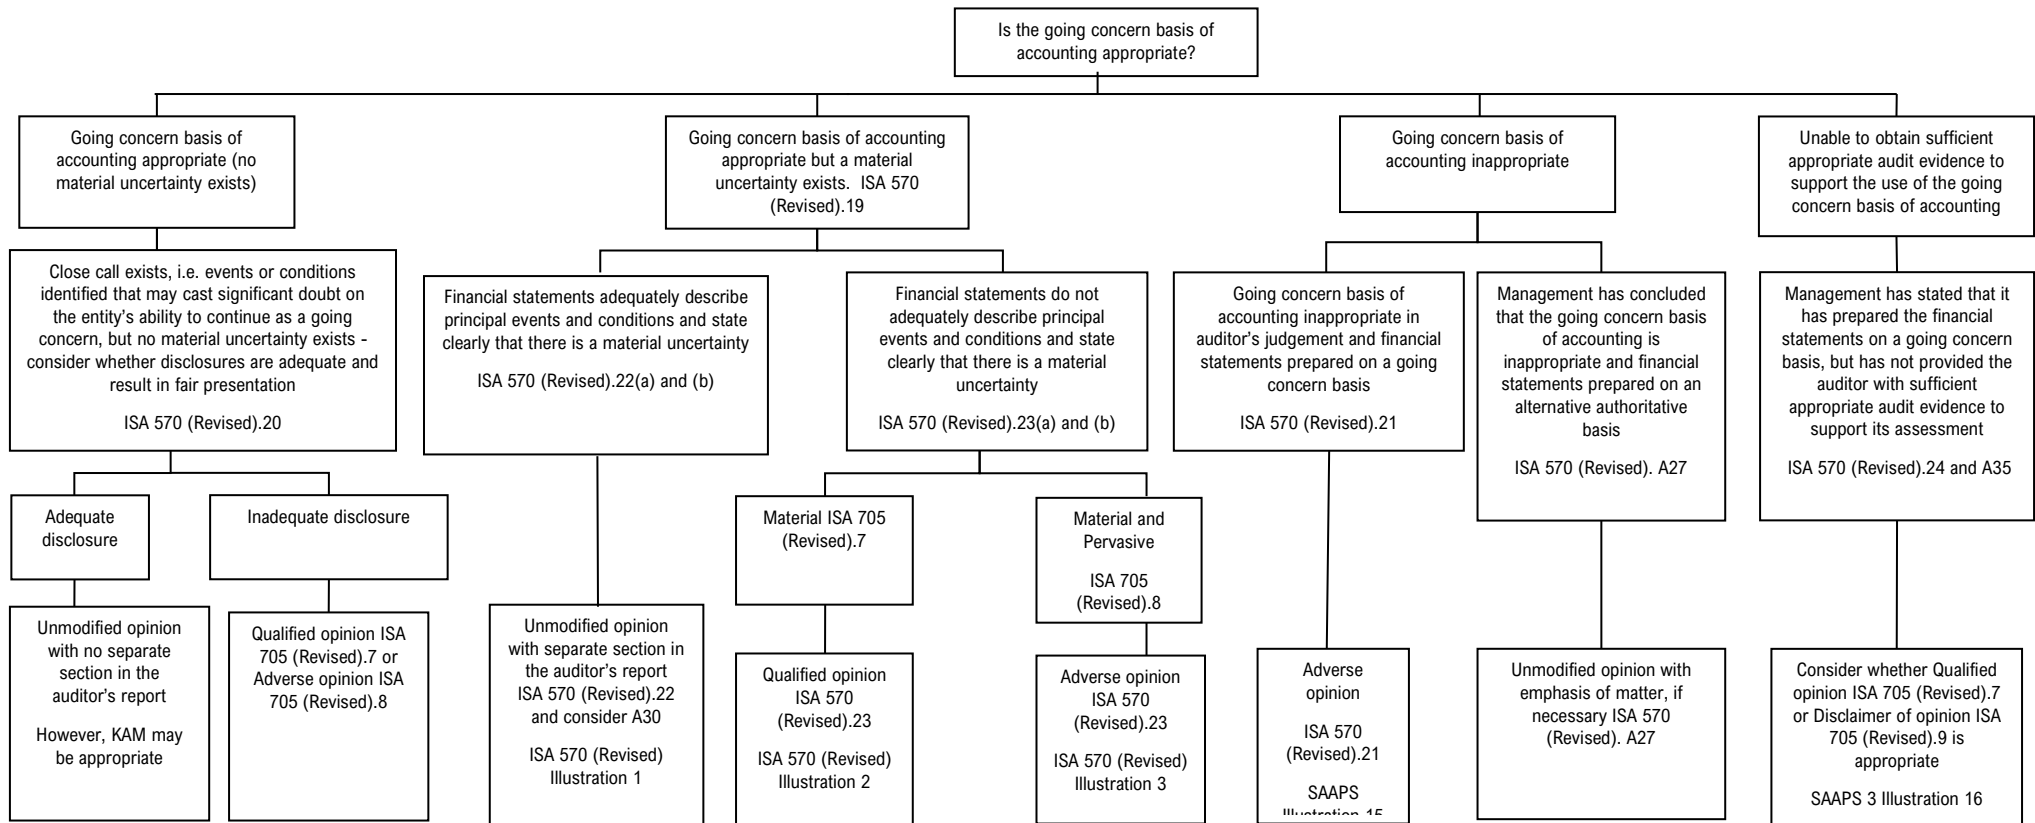 Is the going concern basis of
accounting appropriate?
Going concern basis of
accounting appropriate (no
material uncertainty exists)
Going concern basis of accounting
appropriate but a material
uncertainty exists.  ISA 570
(Revised).19
Going concern basis of
accounting inappropriate
Unable to obtain sufficient
appropriate audit evidence to
support the use of the going
concern basis of accounting
Close call exists, i.e. events or conditions
identified that may cast significant doubt on
the entity's ability to continue as a going
concern, but no material uncertainty exists -
consider whether disclosures are adequate and
result in fair presentation
ISA 570 (Revised).20
Financial statements adequately describe
principal events and conditions and state
clearly that there is a material uncertainty
ISA 570 (Revised).22(a) and (b)
Financial statements do not
adequately describe principal
events and conditions and state
clearly that there is a material
uncertainty
ISA 570 (Revised).23(a) and (b)
Going concern basis of
accounting inappropriate in
auditor's judgement and financial
statements prepared on a going
concern basis
ISA 570 (Revised).21
Management has concluded
that the going concern basis
of accounting is
inappropriate and financial
statements prepared on an
alternative authoritative
basis
ISA 570 (Revised). A27
Management has stated that it
has prepared the financial
statements on a going concern
basis, but has not provided the
auditor with sufficient
appropriate audit evidence to
support its assessment
ISA 570 (Revised).24 and A35
Adequate
disclosure
Inadequate disclosure
Material ISA 705
(Revised).7
Material and
Pervasive
ISA 705
(Revised).8
Unmodified opinion
with no separate
section in the
auditor's report
However, KAM may
be appropriate
Qualified opinion ISA
705 (Revised).7 or
Adverse opinion ISA
705 (Revised).8
Unmodified opinion
with separate section in
the auditor's report
ISA 570 (Revised).22
and consider A30
ISA 570 (Revised)
Illustration 1
Qualified opinion
ISA 570
(Revised).23
ISA 570 (Revised)
Illustration 2
Adverse opinion
ISA 570
(Revised).23
ISA 570 (Revised)
Illustration 3
Adverse
opinion
ISA 570
(Revised).21
SAAPS
Illustration 15
Unmodified opinion with
emphasis of matter, if
necessary ISA 570
(Revised). A27
Consider whether Qualified
opinion ISA 705 (Revised).7
or Disclaimer of opinion ISA
705 (Revised).9 is
appropriate
SAAPS 3 Illustration 16